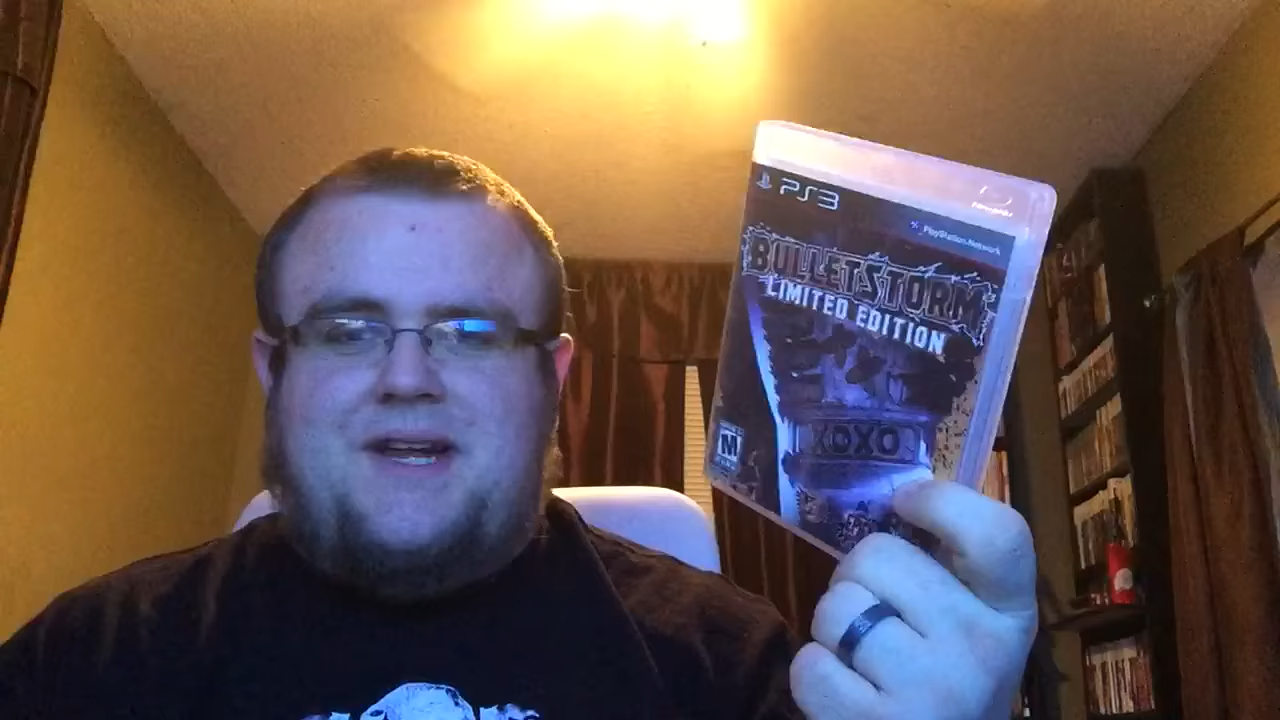 PS3
PlayStation Network
BULLETSTORM
LIMITED EDITION
XOXO
M